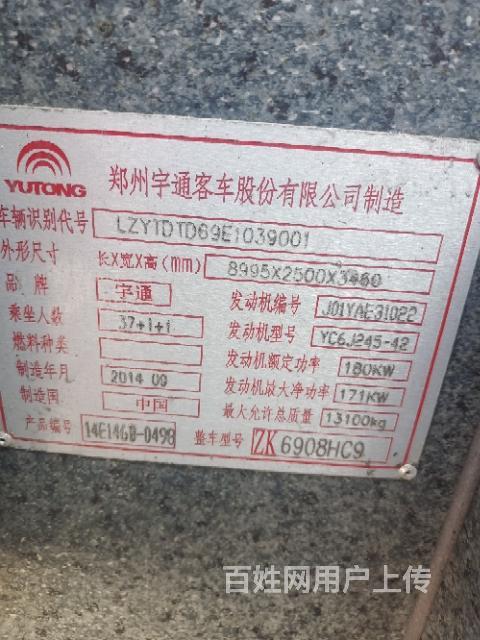 YUTONG
郑州宇通客车股份有限公司制造
车辆识别代号 LZYTDTD69E1039001
外形尺寸 长X宽X高(mm) 8995X2500X3460
品牌 宇通 发动机编号 J01YAE31022
乘坐人数 37+1+1 发动机型号 YC6J245-42
燃料种类 发动机额定功率 180KW
制造年月 2014 09 发动机最大净功率 171KW
制造国 中国 最大允许总质量 13100kg
产品编号 14E14GD-0498 整车型号 ZK 6908HC9
百姓网用户上传